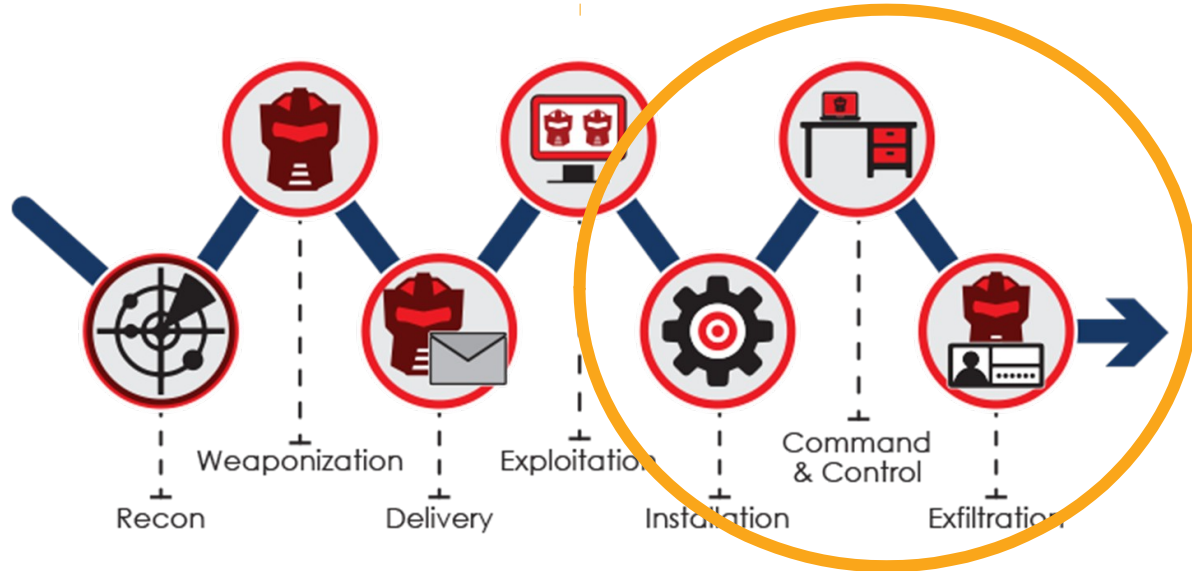 Recon
Weaponization
Delivery
Exploitation
Installation
Command
& Control
Exfiltration